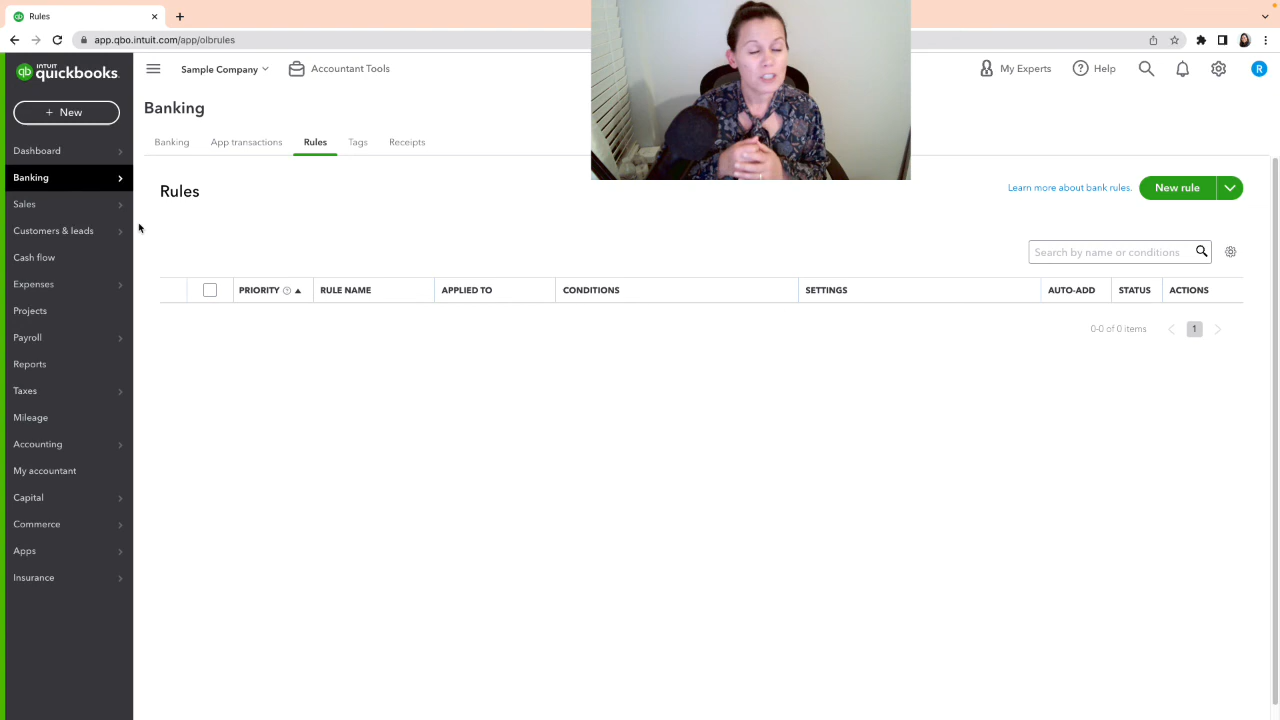 Rules
app.qbo.intuit.com/app/olbrules
INTUIT
quickbooks
qb
Sample Company
Accountant Tools
My Experts
Help
R
+ New
Banking
Dashboard
Banking
Sales
Customers & leads
Cash flow
Expenses
Projects
Payroll
Reports
Taxes
Mileage
Accounting
My accountant
Capital
Commerce
Apps
Insurance
Banking App transactions Rules Tags Receipts
Rules
Learn more about bank rules.
New rule
Search by name or conditions
PRIORITY RULE NAME APPLIED TO CONDITIONS SETTINGS AUTO-ADD STATUS ACTIONS
0-0 of 0 items
1